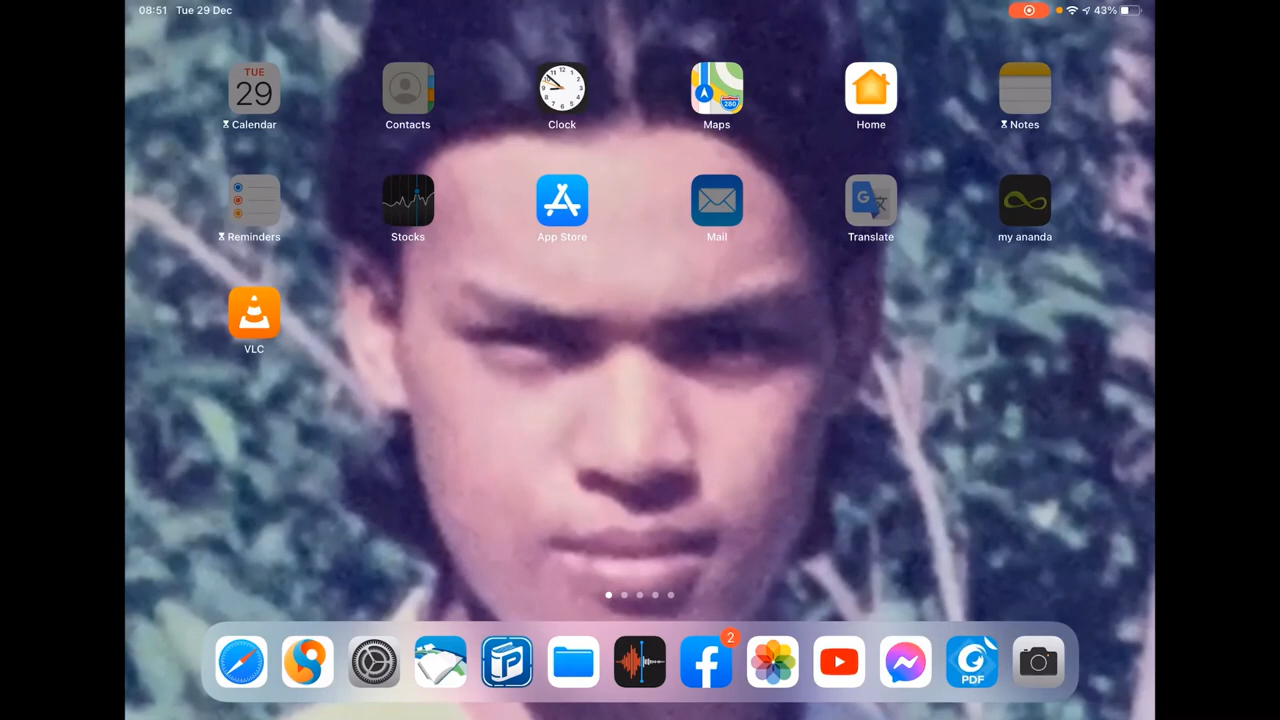 08:51 Tue 29 Dec
43%
TUE
29
280
Calendar Contacts Clock Maps Home Notes
G
Reminders Stocks App Store Mail Translate my ananda
VLC
2
P
PDF